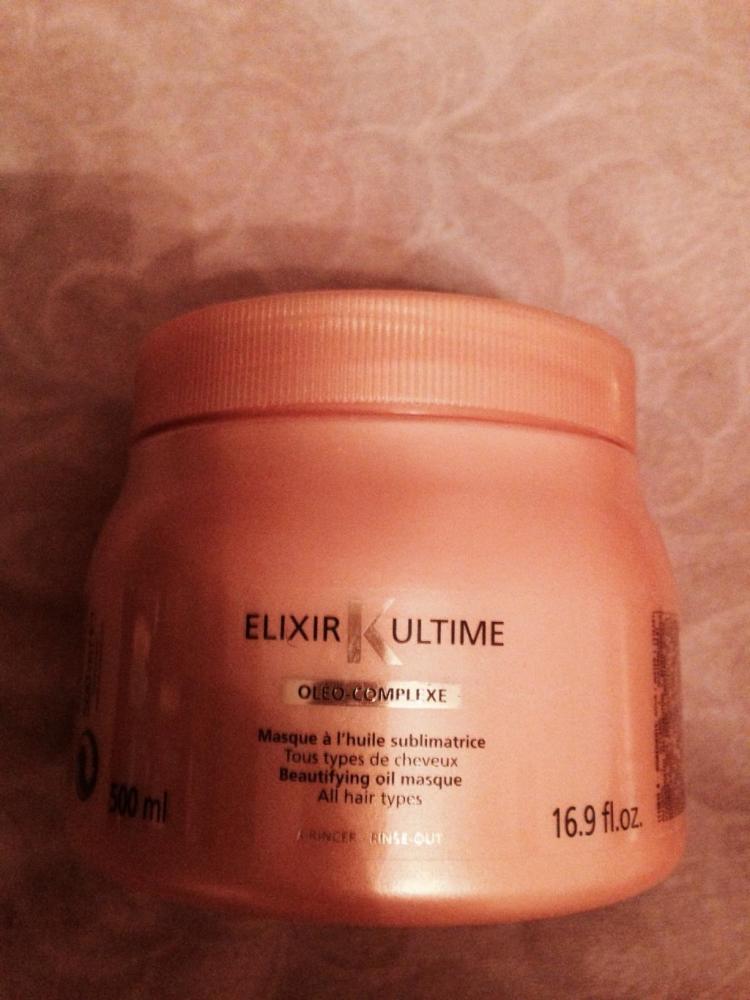 ELIXIR K ULTIME
OLÉO-COMPLEXE
Masque à l'huile sublimatrice
Tous types de cheveux
Beautifying oil masque
All hair types
À RINCER - RINSE-OUT
500 ml
16.9 fl.oz.